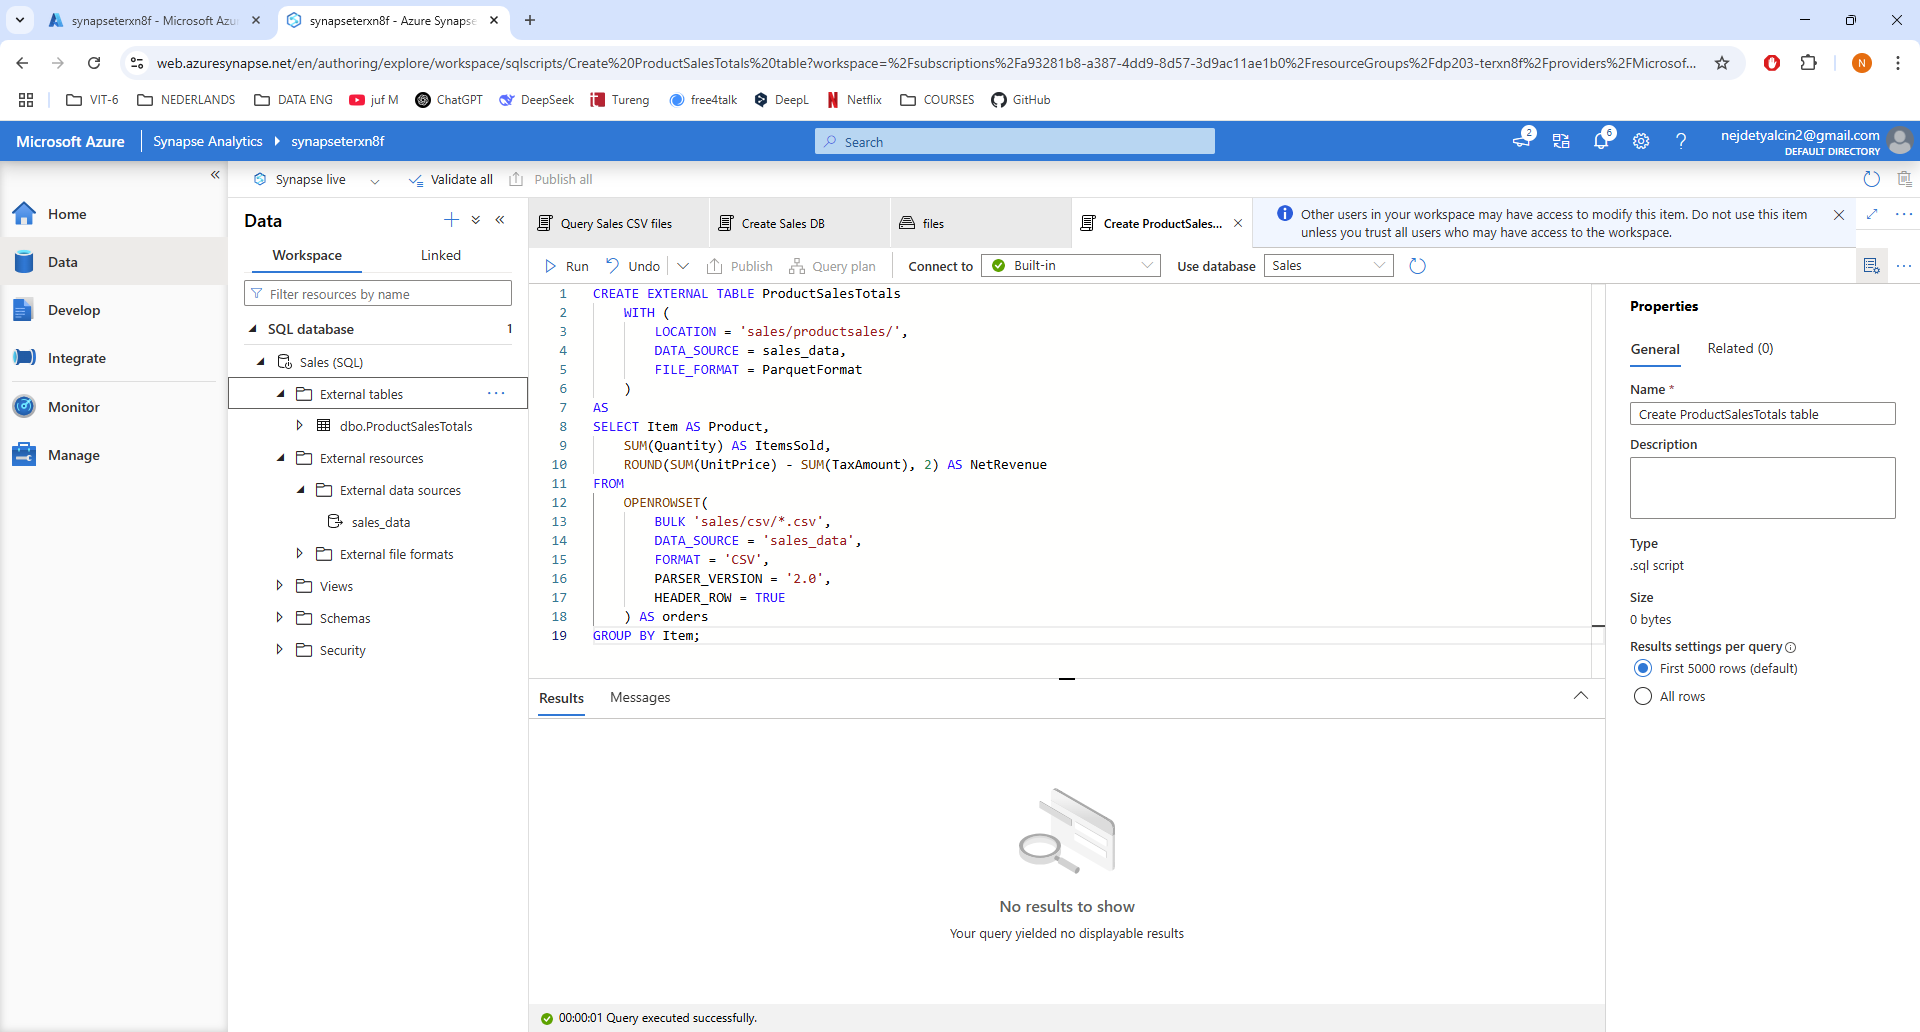 synapseterxn8f - Microsoft Azu
synapseterxn8f - Azure Synapse
web.azuresynapse.net/en/authoring/explore/workspace/sqlscripts/Create%20ProductSalesTotals%20table?workspace=%2Fsubscriptions%2Fa93281b8-a387-4dd9-8d57-3d9ac11ae1b0%2FresourceGroups%2Fdp203-terxn8f%2Fproviders%2FMicrosof...
N
VIT-6
NEDERLANDS
DATA ENG
juf M
ChatGPT
DeepSeek
Tureng
free4talk
DeepL
Netflix
COURSES
GitHub
Microsoft Azure
Synapse Analytics
synapseterxn8f
Search
2
6
nejdetyalcin2@gmail.com
DEFAULT DIRECTORY
Synapse live
Validate all
Publish all
Home
Data
Develop
Integrate
Monitor
Manage
Data
Workspace
Linked
Filter resources by name
SQL database 1
Sales (SQL)
External tables
dbo.ProductSalesTotals
External resources
External data sources
sales_data
External file formats
Views
Schemas
Security
Query Sales CSV files
Create Sales DB
files
Create ProductSales...
Other users in your workspace may have access to modify this item. Do not use this item
unless you trust all users who may have access to the workspace.
Run
Undo
Publish
Query plan
Connect to
Built-in
Use database
Sales
1 CREATE EXTERNAL TABLE ProductSalesTotals
2 WITH (
3 LOCATION = 'sales/productsales/',
4 DATA_SOURCE = sales_data,
5 FILE_FORMAT = ParquetFormat
6 )
7 AS
8 SELECT Item AS Product,
9 SUM(Quantity) AS ItemsSold,
10 ROUND(SUM(UnitPrice) - SUM(TaxAmount), 2) AS NetRevenue
11 FROM
12 OPENROWSET(
13 BULK 'sales/csv/*.csv',
14 DATA_SOURCE = 'sales_data',
15 FORMAT = 'CSV',
16 PARSER_VERSION = '2.0',
17 HEADER_ROW = TRUE
18 ) AS orders
19 GROUP BY Item;
Results
Messages
No results to show
Your query yielded no displayable results
00:00:01 Query executed successfully.
Properties
General
Related (0)
Name *
Create ProductSalesTotals table
Description
Type
.sql script
Size
0 bytes
Results settings per query
First 5000 rows (default)
All rows